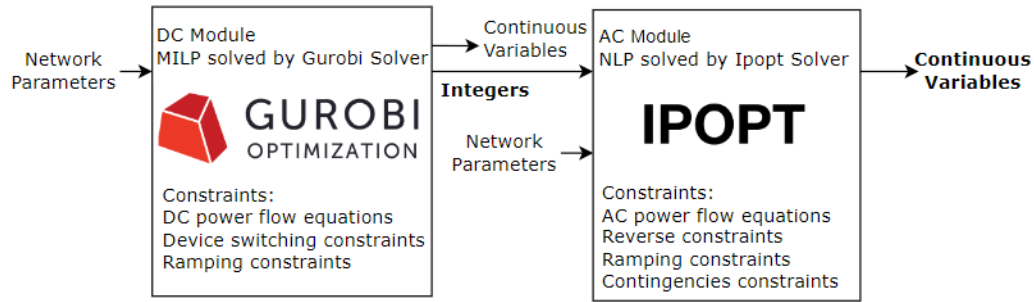 Network
Parameters
DC Module
MILP solved by Gurobi Solver
GUROBI
OPTIMIZATION
Constraints:
DC power flow equations
Device switching constraints
Ramping constraints
Continuous
Variables
Integers
Network
Parameters
AC Module
NLP solved by Ipopt Solver
IPOPT
Constraints:
AC power flow equations
Reverse constraints
Ramping constraints
Contingencies constraints
Continuous
Variables